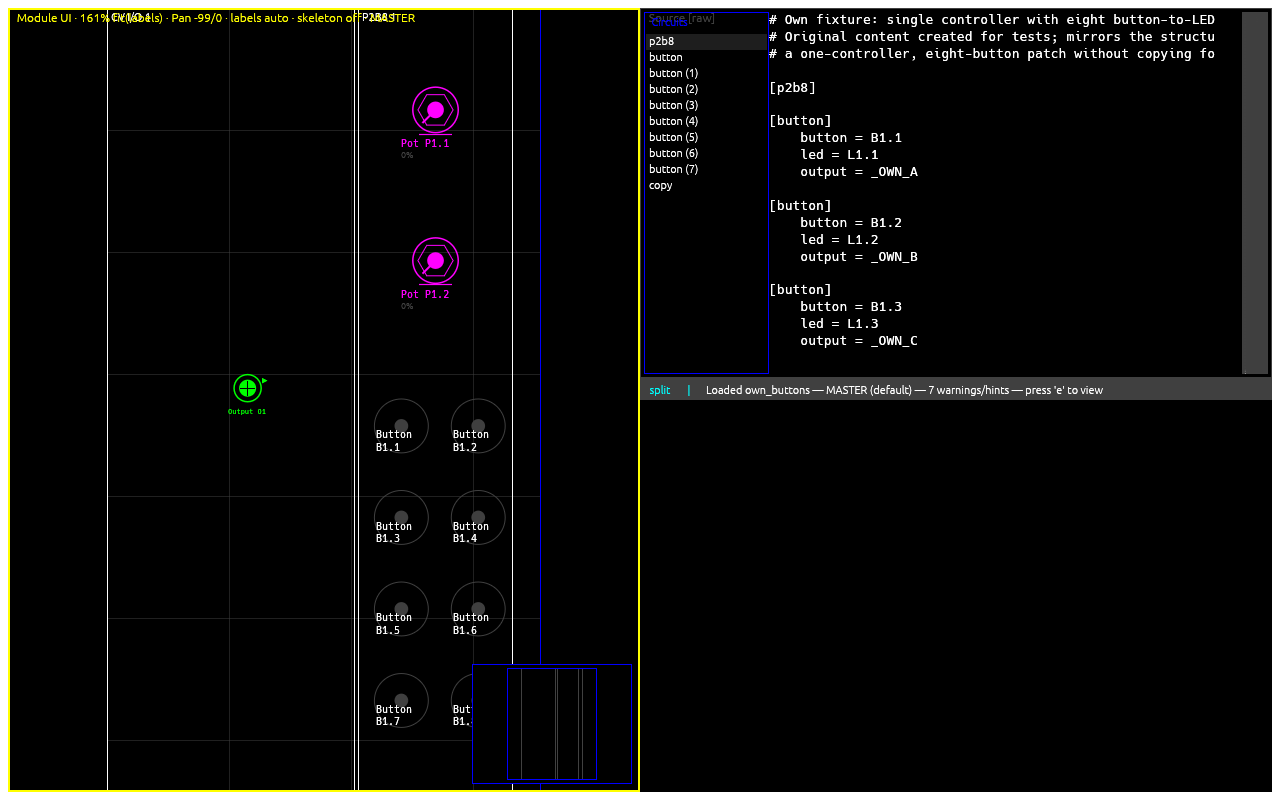 Module UI · 161% fit(labels) · Pan -99/0 · labels auto · skeleton off · MASTER
Pot P1.1
0%
Pot P1.2
0%
Output O1
Button B1.1
Button B1.2
Button B1.3
Button B1.4
Button B1.5
Button B1.6
Button B1.7
Source [raw]
p2b8
button
button (1)
button (2)
button (3)
button (4)
button (5)
button (6)
button (7)
copy
# Own fixture: single controller with eight button-to-LED
# Original content created for tests; mirrors the structu
# a one-controller, eight-button patch without copying fo
[p2b8]
[button]
button = B1.1
led = L1.1
output = _OWN_A
[button]
button = B1.2
led = L1.2
output = _OWN_B
[button]
button = B1.3
led = L1.3
output = _OWN_C
split | Loaded own_buttons — MASTER (default) — 7 warnings/hints — press 'e' to view